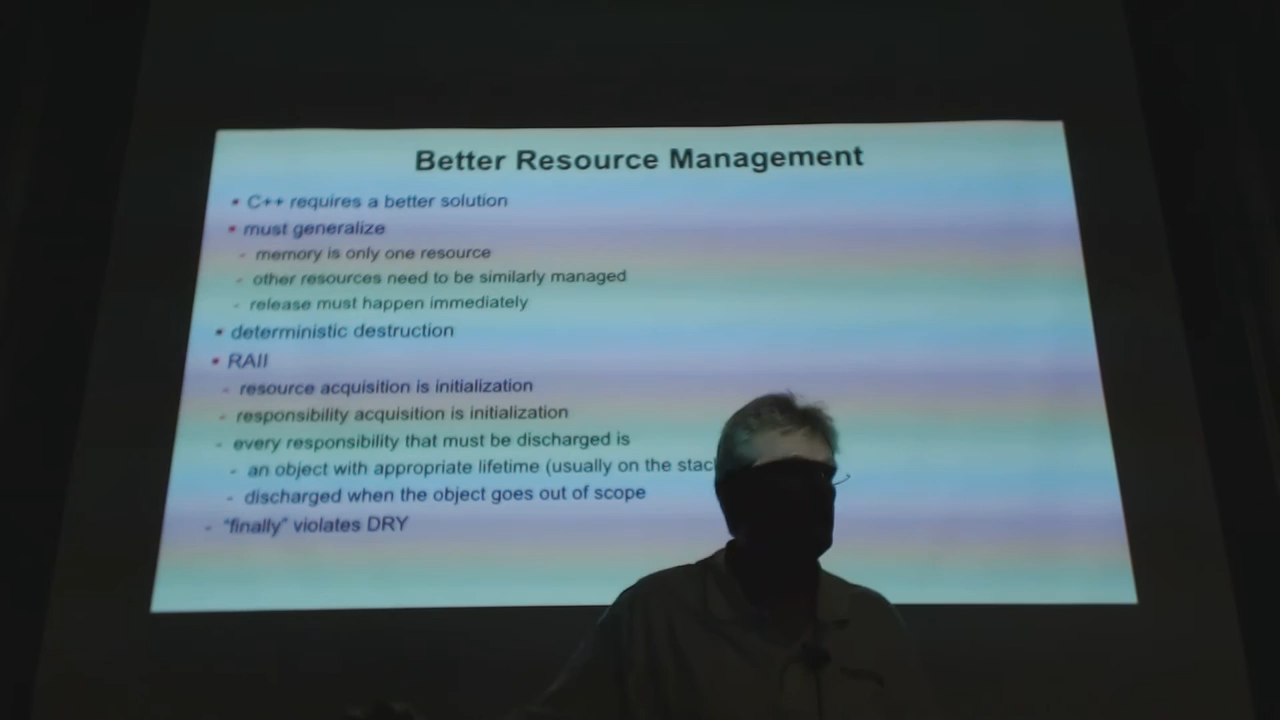 Better Resource Management
• C++ requires a better solution
• must generalize
- memory is only one resource
- other resources need to be similarly managed
- release must happen immediately
• deterministic destruction
• RAII
- resource acquisition is initialization
- responsibility acquisition is initialization
- every responsibility that must be discharged is
- an object with appropriate lifetime (usually on the stac
- discharged when the object goes out of scope
- "finally" violates DRY